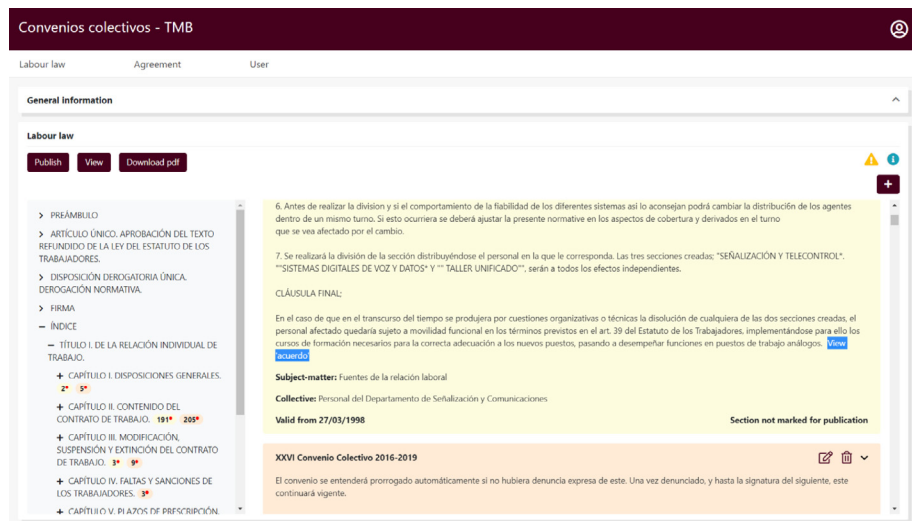 Convenios colectivos - TMB
Labour law Agreement User
General information
Labour law
Publish View Download pdf
PREÁMBULO
ARTÍCULO ÚNICO. APROBACIÓN DEL TEXTO
REFUNDIDO DE LA LEY DEL ESTATUTO DE LOS
TRABAJADORES.
DISPOSICIÓN DEROGATORIA ÚNICA.
DEROGACIÓN NORMATIVA.
FIRMA
ÍNDICE
TÍTULO I. DE LA RELACIÓN INDIVIDUAL DE
TRABAJO.
CAPÍTULO I. DISPOSICIONES GENERALES.
2* 5*
CAPÍTULO II. CONTENIDO DEL
CONTRATO DE TRABAJO. 191* 205*
CAPÍTULO III. MODIFICACIÓN,
SUSPENSIÓN Y EXTINCIÓN DEL CONTRATO
DE TRABAJO. 3* 9*
CAPÍTULO IV. FALTAS Y SANCIONES DE
LOS TRABAJADORES. 3*
CAPÍTULO V. PLAZOS DE PRESCRIPCIÓN.
6. Antes de realizar la division y si el comportamiento de la fiabilidad de los diferentes sistemas asi lo aconsejan podrá cambiar la distribución de los agentes
dentro de un mismo turno. Si esto ocurriera se deberá ajustar la presente normative en los aspectos de cobertura y derivados en el turno
que se vea afectado por el cambio.
7. Se realizará la división de la sección distribuyéndose el personal en la que le corresponda. Las tres secciones creadas; "SEÑALIZACIÓN Y TELECONTROL".
""SISTEMAS DIGITALES DE VOZ Y DATOS" Y "" TALLER UNIFICADO"", serán a todos los efectos independientes.
CLÁUSULA FINAL;
En el caso de que en el transcurso del tiempo se produjera por cuestiones organizativas o técnicas la disolución de cualquiera de las dos secciones creadas, el
personal afectado quedaría sujeto a movilidad funcional en los términos previstos en el art. 39 del Estatuto de los Trabajadores, implementándose para ello los
cursos de formación necesarios para la correcta adecuación a los nuevos puestos, pasando a desempeñar funciones en puestos de trabajo análogos. View
'acuerdo'
Subject-matter: Fuentes de la relación laboral
Collective: Personal del Departamento de Señalización y Comunicaciones
Valid from 27/03/1998 Section not marked for publication
XXVI Convenio Colectivo 2016-2019
El convenio se entenderá prorrogado automáticamente si no hubiera denuncia expresa de este. Una vez denunciado, y hasta la signatura del siguiente, este
continuará vigente.